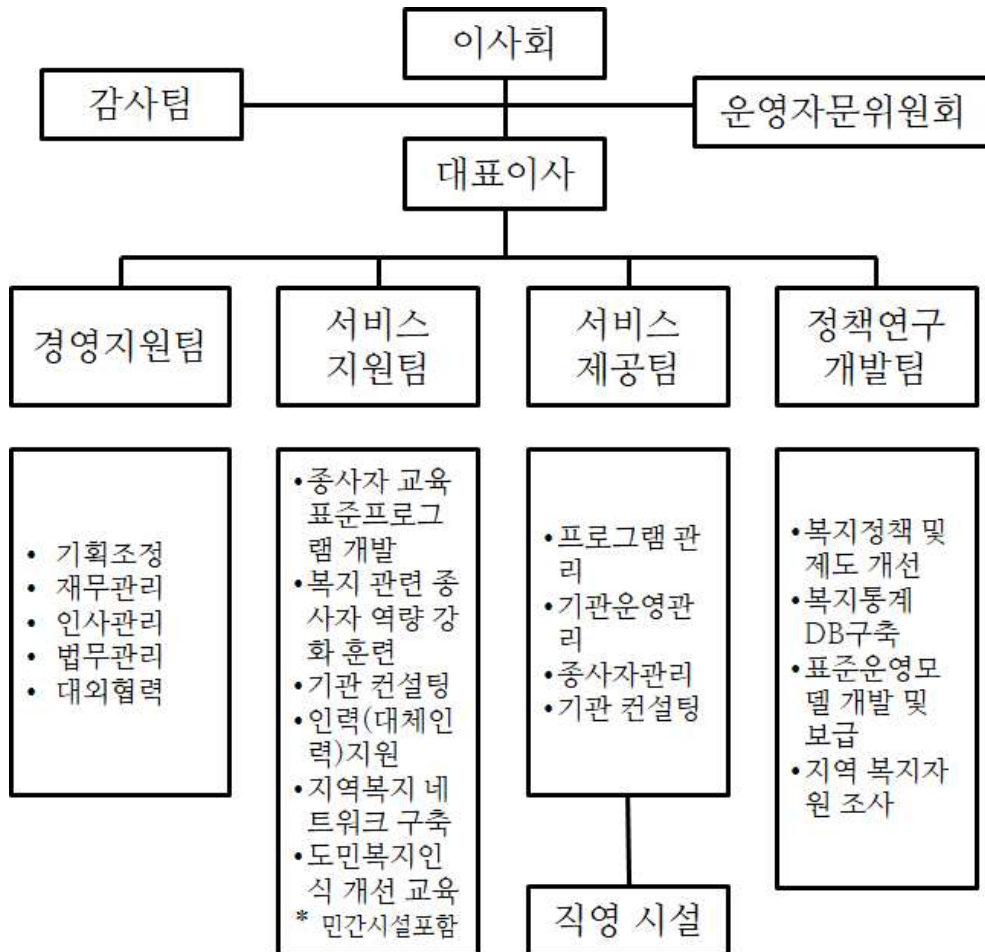 이사회
감사팀
운영자문위원회
대표이사
경영지원팀
서비스
지원팀
서비스
제공팀
정책연구
개발팀
• 기획조정
• 재무관리
• 인사관리
• 법무관리
• 대외협력
•종사자 교육
표준프로그
램 개발
•복지 관련 종
사자 역량 강
화 훈련
•기관 컨설팅
•인력(대체인
력)지원
•지역복지 네
트워크 구축
•도민복지인
식 개선 교육
* 민간시설포함
•프로그램 관
리
•기관운영관
리
•종사자관리
•기관 컨설팅
직영 시설
•복지정책 및
제도 개선
•복지통계
DB구축
•표준운영모
델 개발 및
보급
•지역 복지자
원 조사